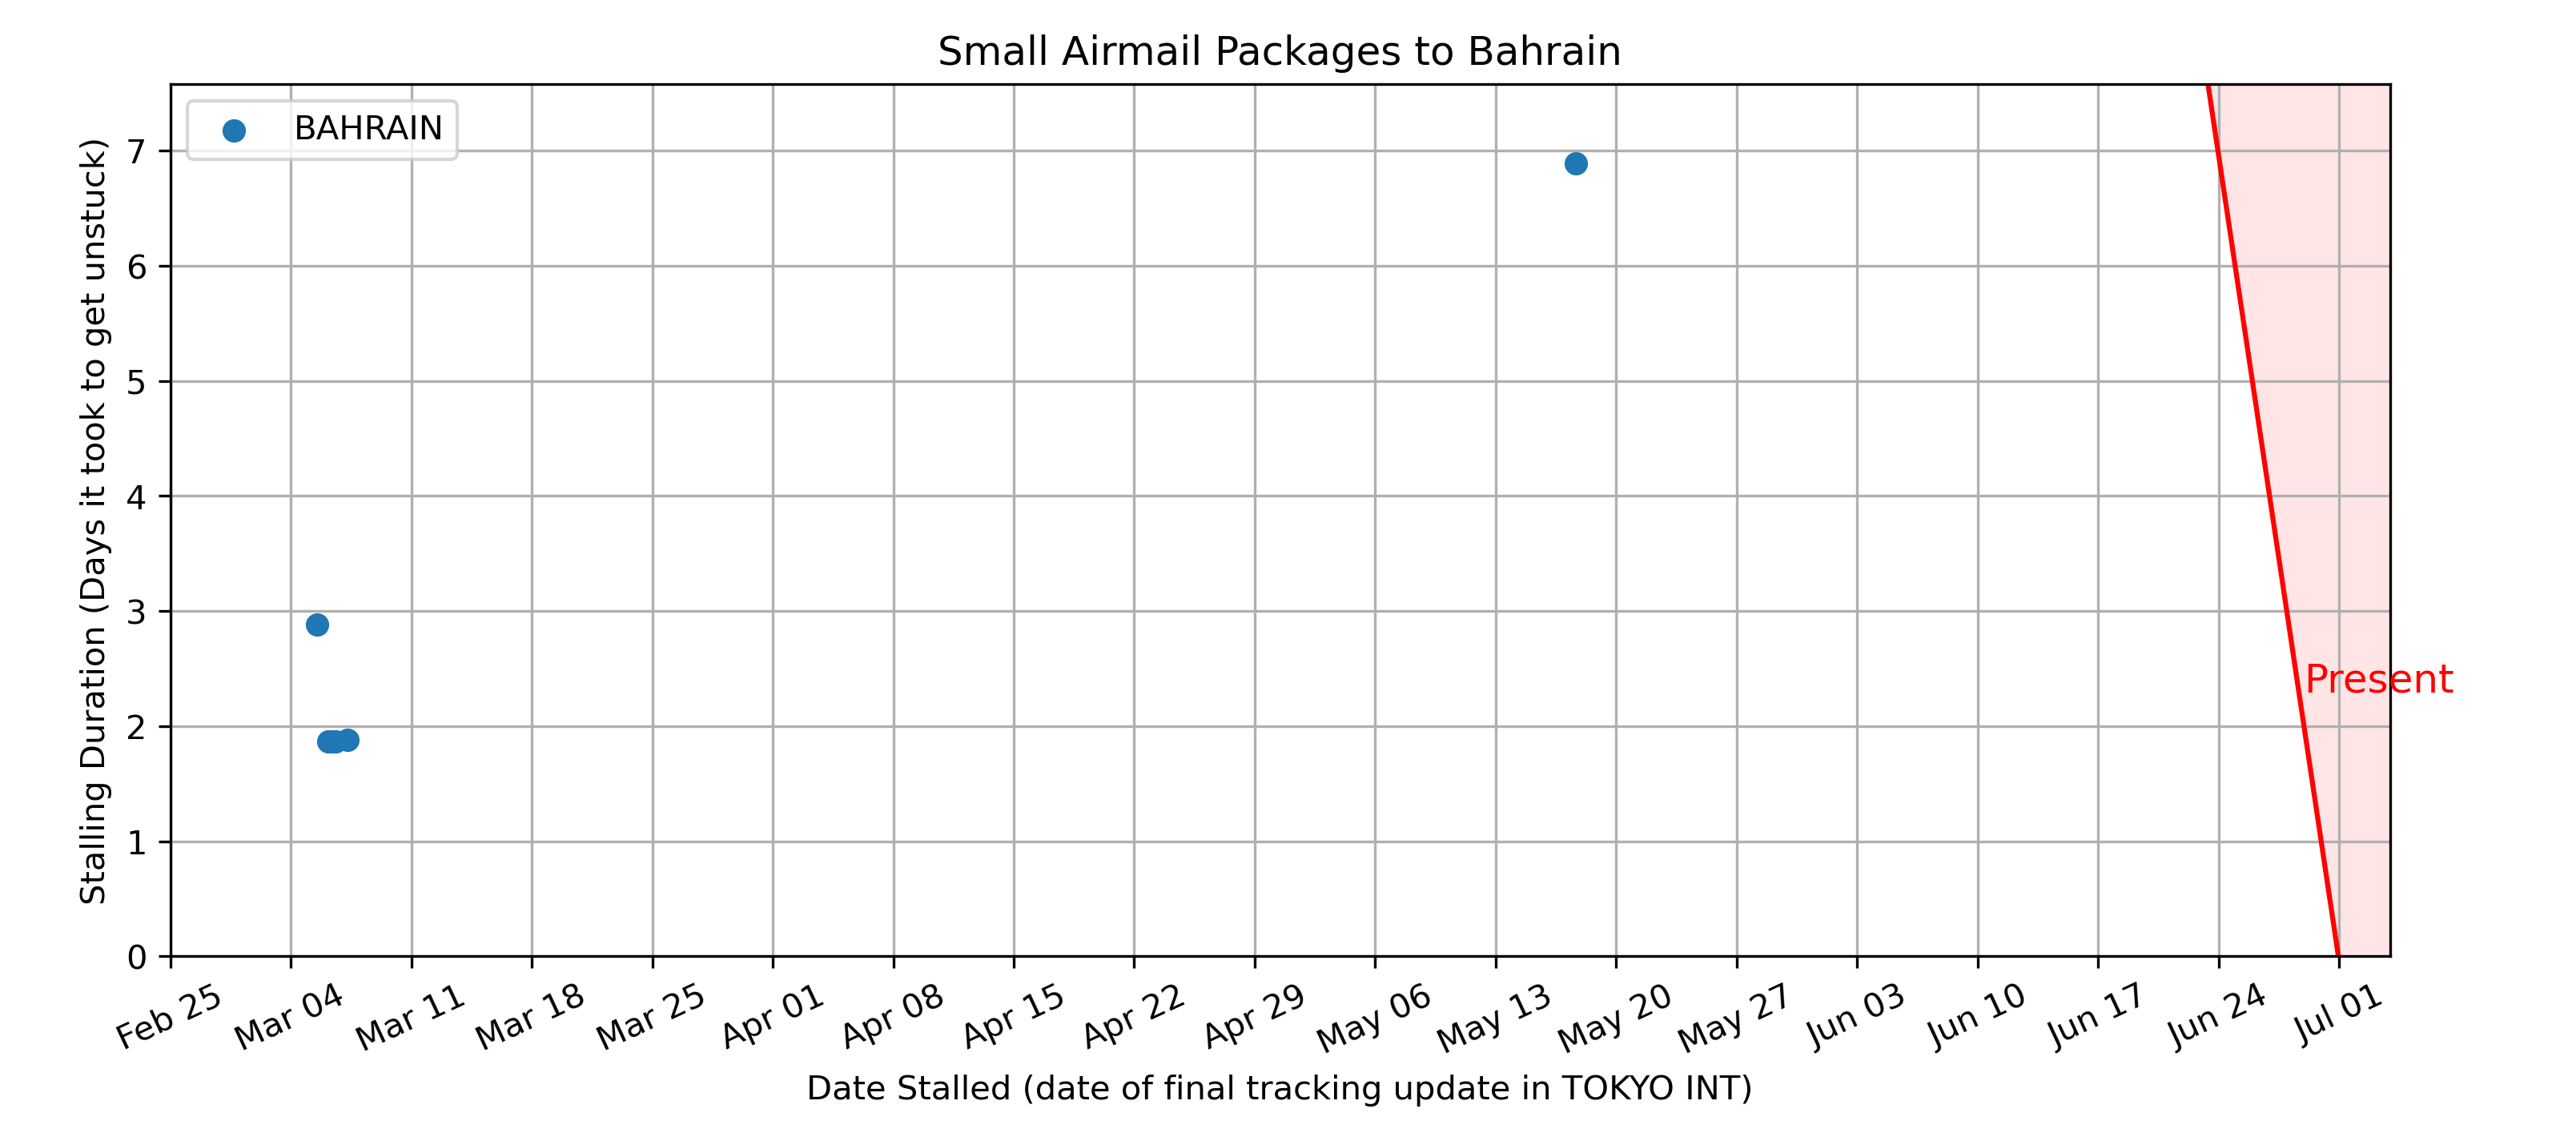 Small Airmail Packages to Bahrain
BAHRAIN
Stalling Duration (Days it took to get unstuck)
7
6
5
4
3
2
1
0
Present
Feb 25 Mar 04 Mar 11 Mar 18 Mar 25 Apr 01 Apr 08 Apr 15 Apr 22 Apr 29 May 06 May 13 May 20 May 27 Jun 03 Jun 10 Jun 17 Jun 24 Jul 01
Date Stalled (date of final tracking update in TOKYO INT)